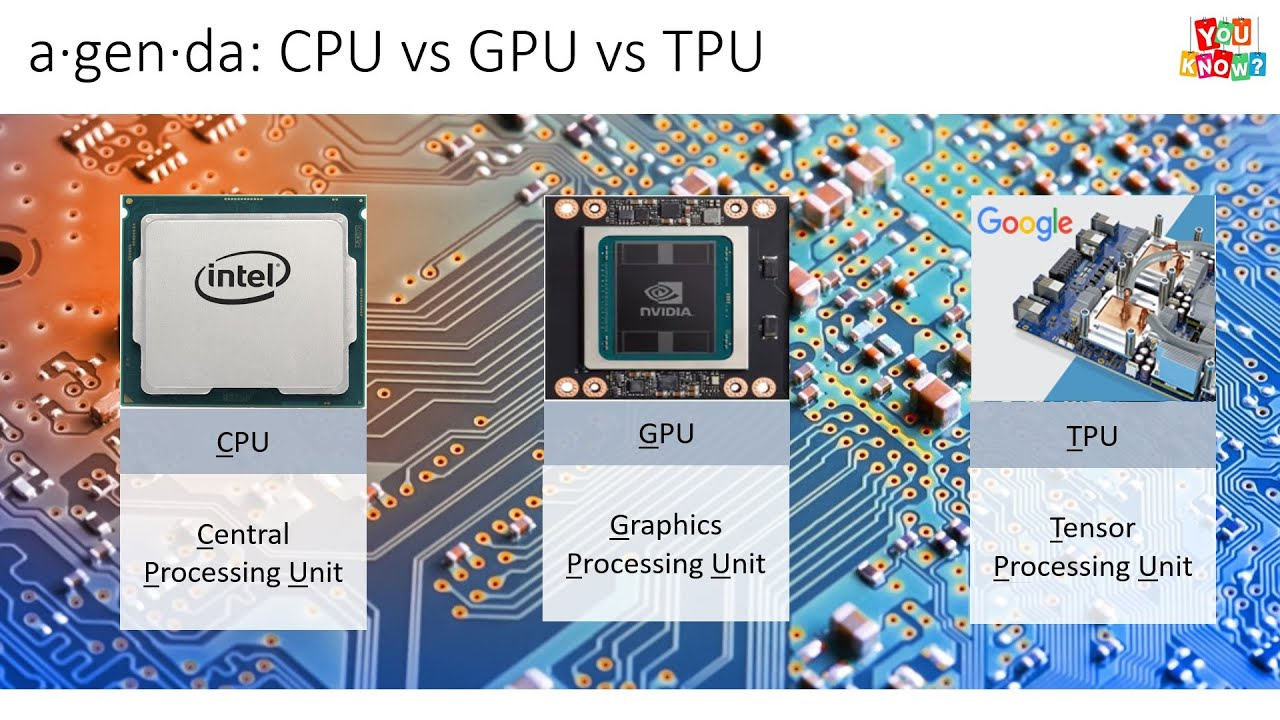 a·gen·da: CPU vs GPU vs TPU
YOU
KNOW?
intel
CPU
Central
Processing Unit
NVIDIA
GPU
Graphics
Processing Unit
Google
TPU
Tensor
Processing Unit